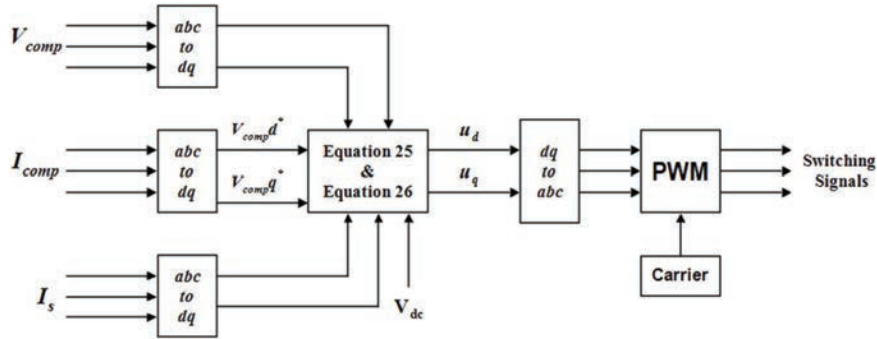 V_comp
abc
to
dq
I_comp
abc
to
dq
V_comp d*
V_comp q*
Equation 25
&
Equation 26
u_d
u_q
dq
to
abc
PWM
Switching
Signals
Carrier
I_s
abc
to
dq
V_dc